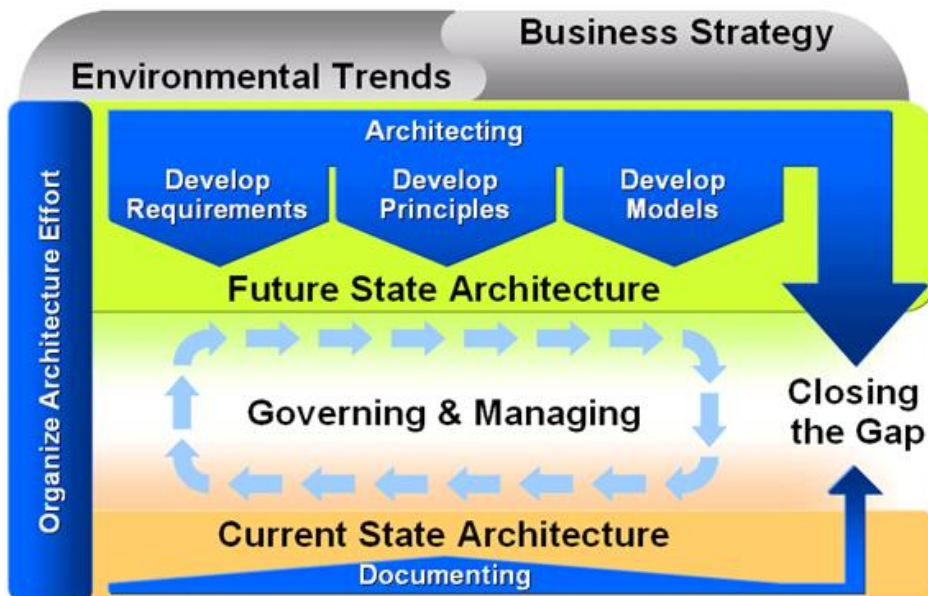 Business Strategy
Environmental Trends
Organize Architecture Effort
Architecting
Develop
Requirements
Develop
Principles
Develop
Models
Future State Architecture
Governing & Managing
Closing
the Gap
Current State Architecture
Documenting